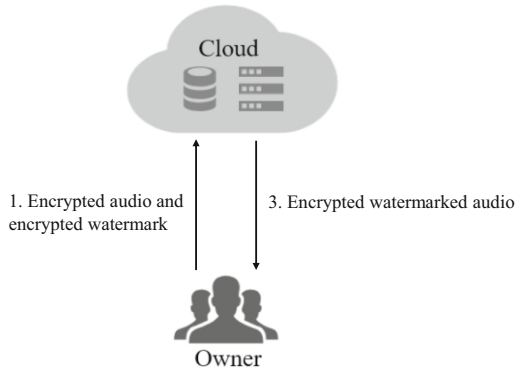 Cloud
1. Encrypted audio and
encrypted watermark
3. Encrypted watermarked audio
Owner